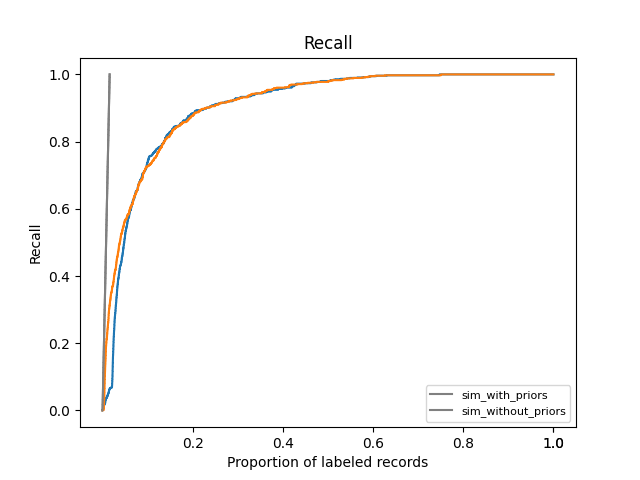 Recall
1.0
0.8
0.6
0.4
0.2
0.0
Recall
sim_with_priors
sim_without_priors
0.2 0.4 0.6 0.8 1.0 1.0
Proportion of labeled records